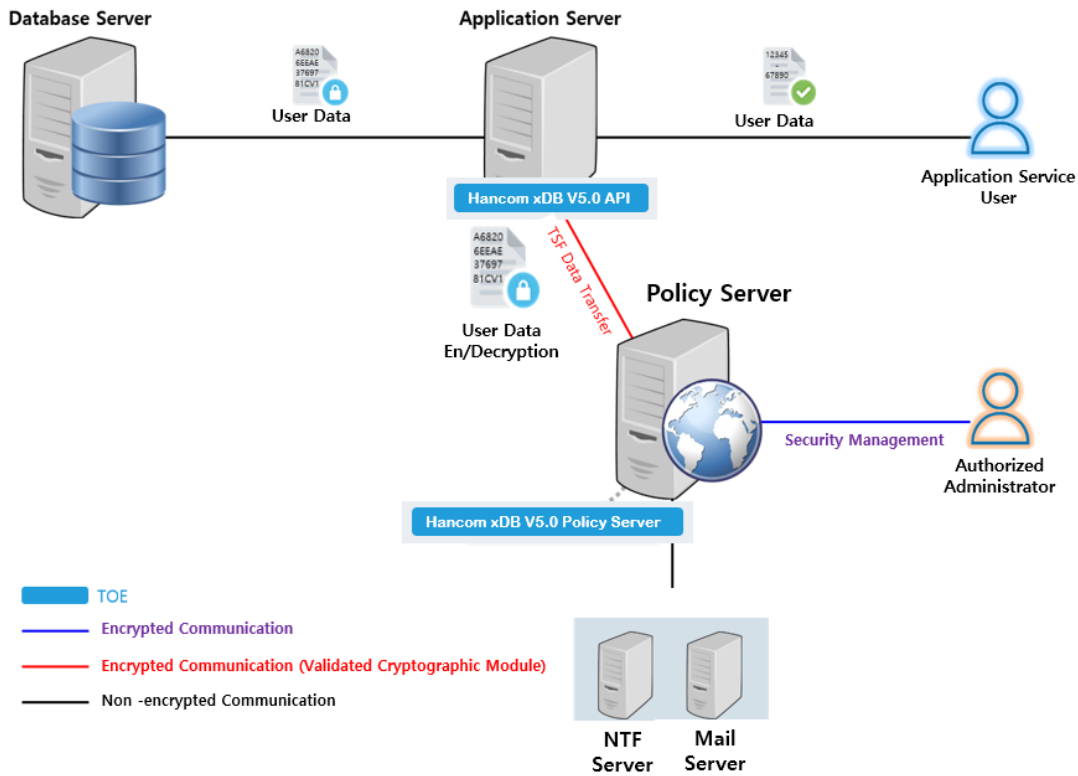 Database Server
Application Server
A6820
6EEAE
37697
81CV1
User Data
12345
-
67890
User Data
Application Service
User
Hancom xDB V5.0 API
A6820
6EEAE
37697
81CV1
User Data
En/Decryption
TSF Data Transfer
Policy Server
Security Management
Authorized
Administrator
Hancom xDB V5.0 Policy Server
TOE
Encrypted Communication
Encrypted Communication (Validated Cryptographic Module)
Non -encrypted Communication
NTF
Server
Mail
Server